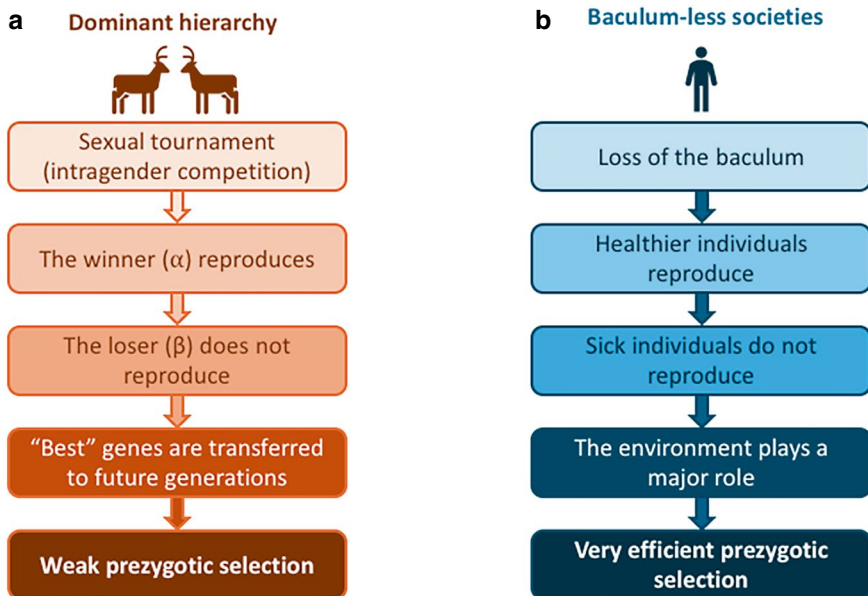 a
Dominant hierarchy
Sexual tournament
(intragender competition)
The winner (α) reproduces
The loser (β) does not
reproduce
“Best” genes are transferred
to future generations
Weak prezygotic selection
b
Baculum-less societies
Loss of the baculum
Healthier individuals
reproduce
Sick individuals do not
reproduce
The environment plays a
major role
Very efficient prezygotic
selection